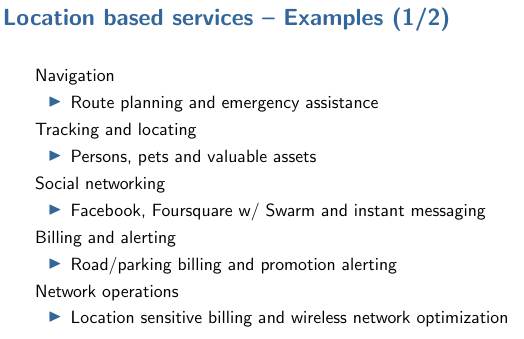 Location based services – Examples (1/2)
Navigation
▶ Route planning and emergency assistance
Tracking and locating
▶ Persons, pets and valuable assets
Social networking
▶ Facebook, Foursquare w/ Swarm and instant messaging
Billing and alerting
▶ Road/parking billing and promotion alerting
Network operations
▶ Location sensitive billing and wireless network optimization